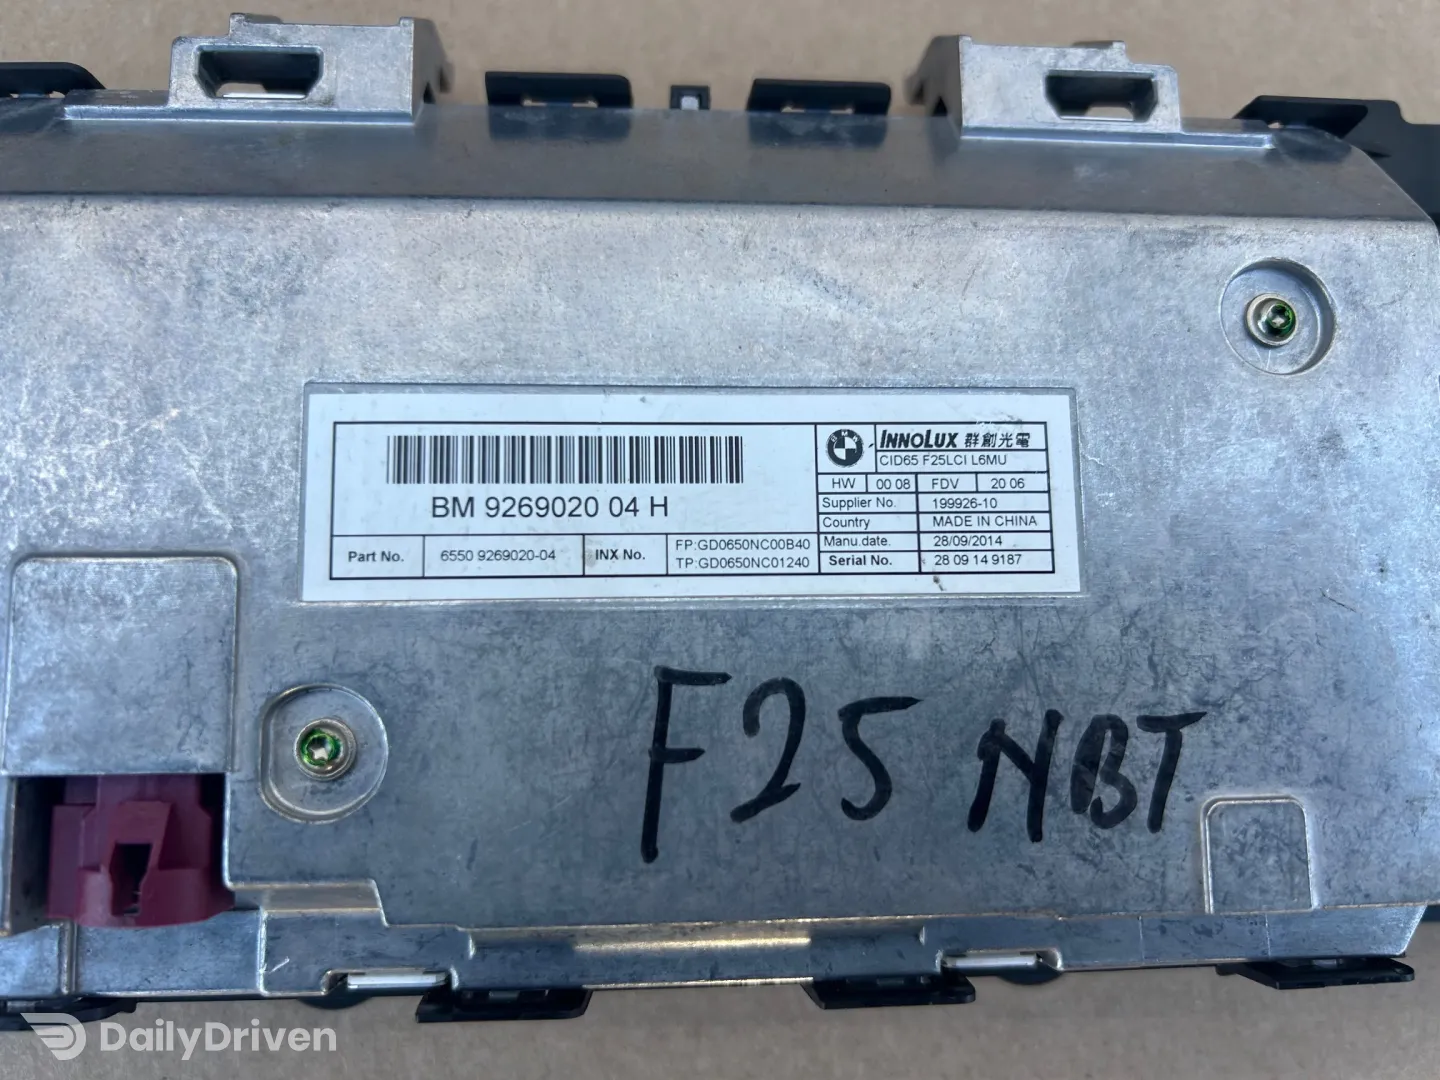 BMW
INNOLUX 群創光電
CID65 F25LCI L6MU
BM 9269020 04 H
HW 00 08 FDV 20 06
Supplier No. 199926-10
Country MADE IN CHINA
Part No. 6550 9269020-04 INX No. FP:GD0650NC00B40
TP:GD0650NC01240
Manu.date. 28/09/2014
Serial No. 28 09 14 9187
F25 NBT
DailyDriven